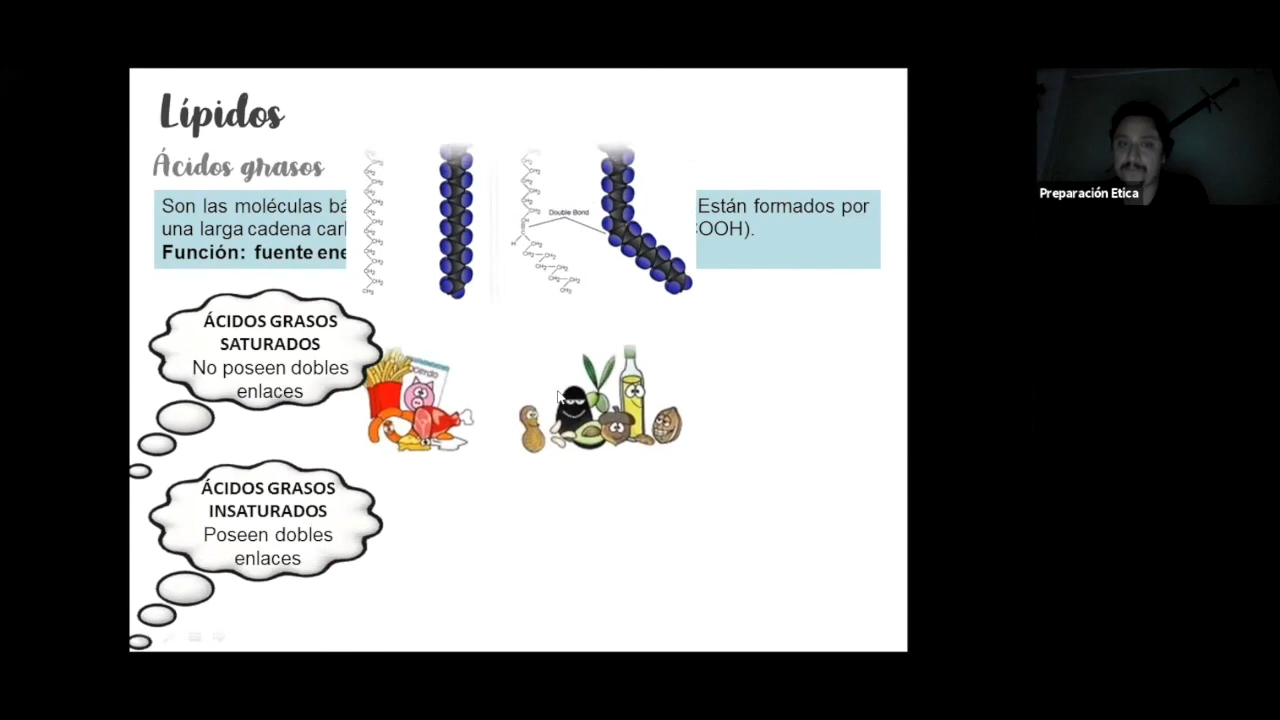 Lípidos
Ácidos grasos
Son las moléculas bá
Están formados por
una larga cadena carl
OOH).
Función: fuente ene
Double Bond
ÁCIDOS GRASOS
SATURADOS
No poseen dobles
enlaces
ÁCIDOS GRASOS
INSATURADOS
Poseen dobles
enlaces
Preparación Etica